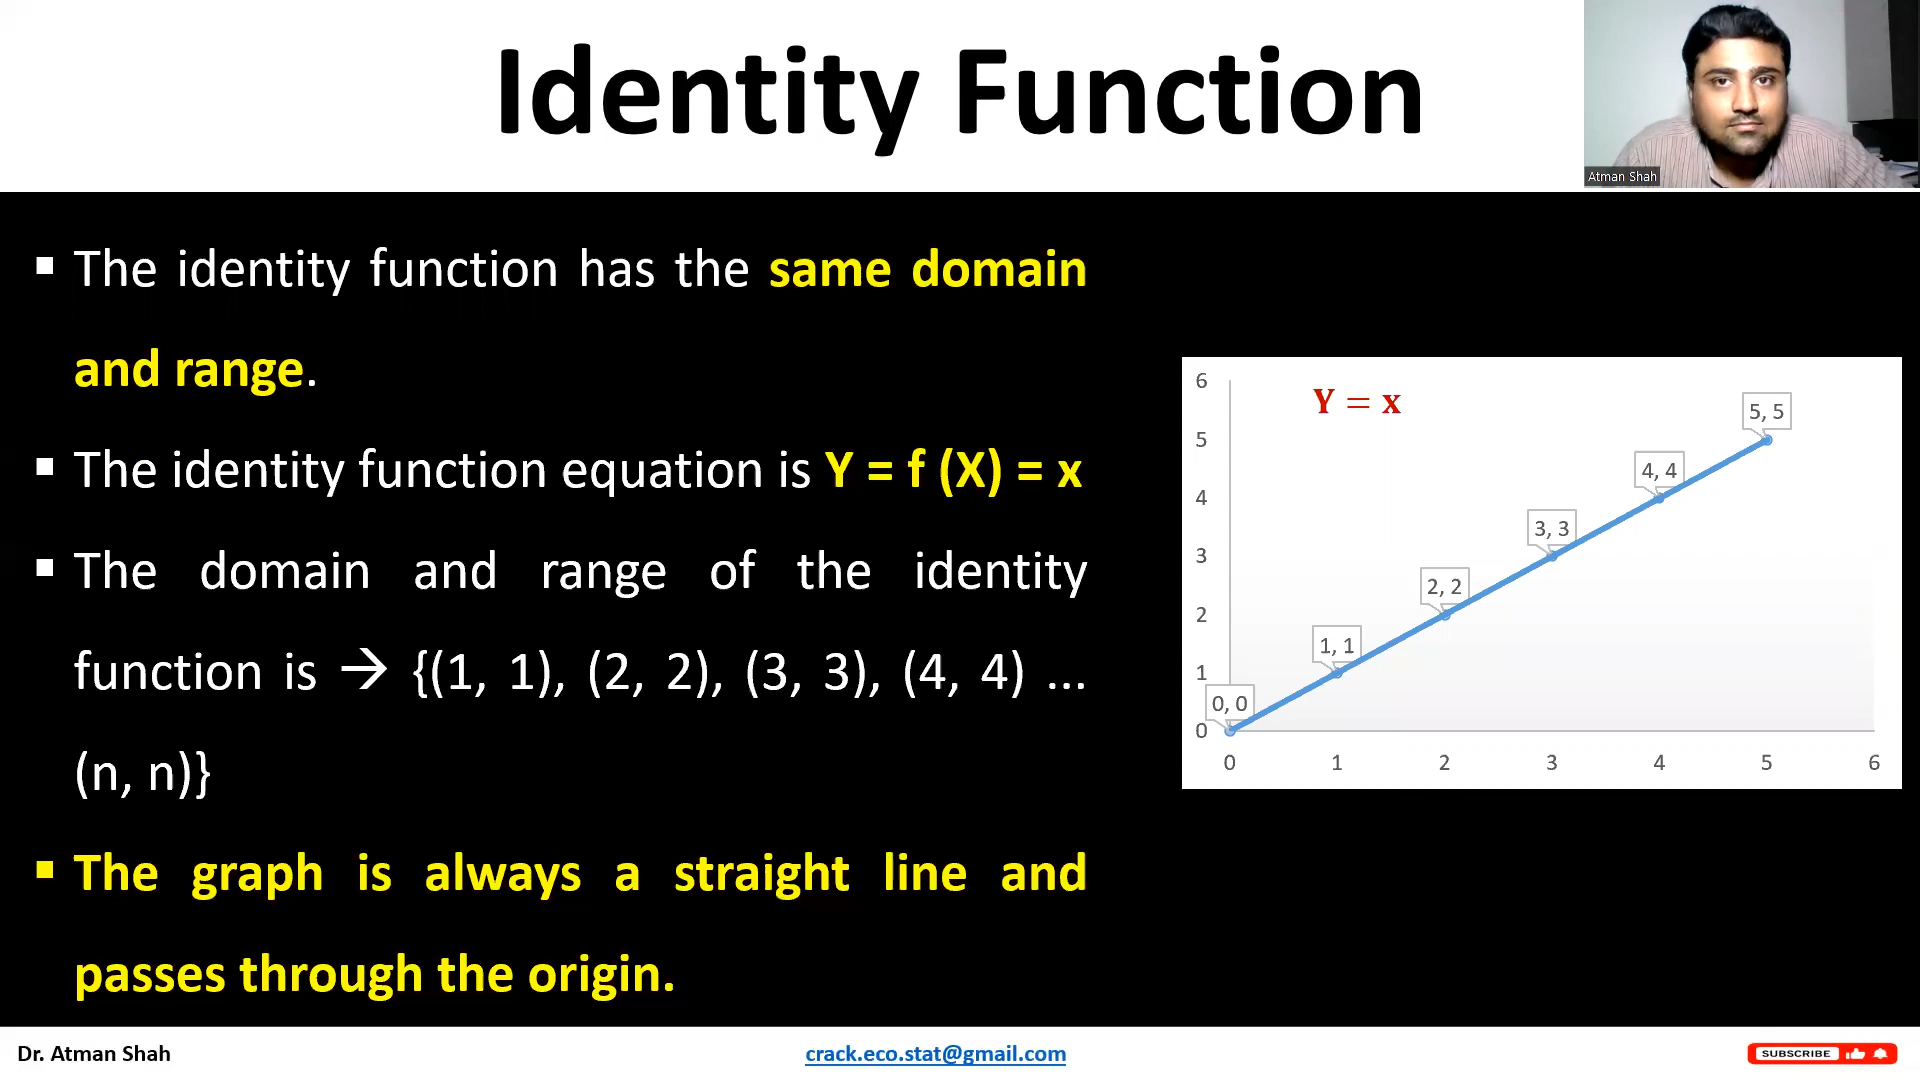 Identity Function
Atman Shah
▪ The identity function has the same domain
and range.
▪ The identity function equation is Y = f (X) = x
▪ The domain and range of the identity
function is → {(1, 1), (2, 2), (3, 3), (4, 4) ...
(n, n)}
▪ The graph is always a straight line and
passes through the origin.
Y = x
6
5
4
3
2
1
0
5, 5
4, 4
3, 3
2, 2
1, 1
0, 0
0 1 2 3 4 5 6
Dr. Atman Shah
crack.eco.stat@gmail.com
SUBSCRIBE